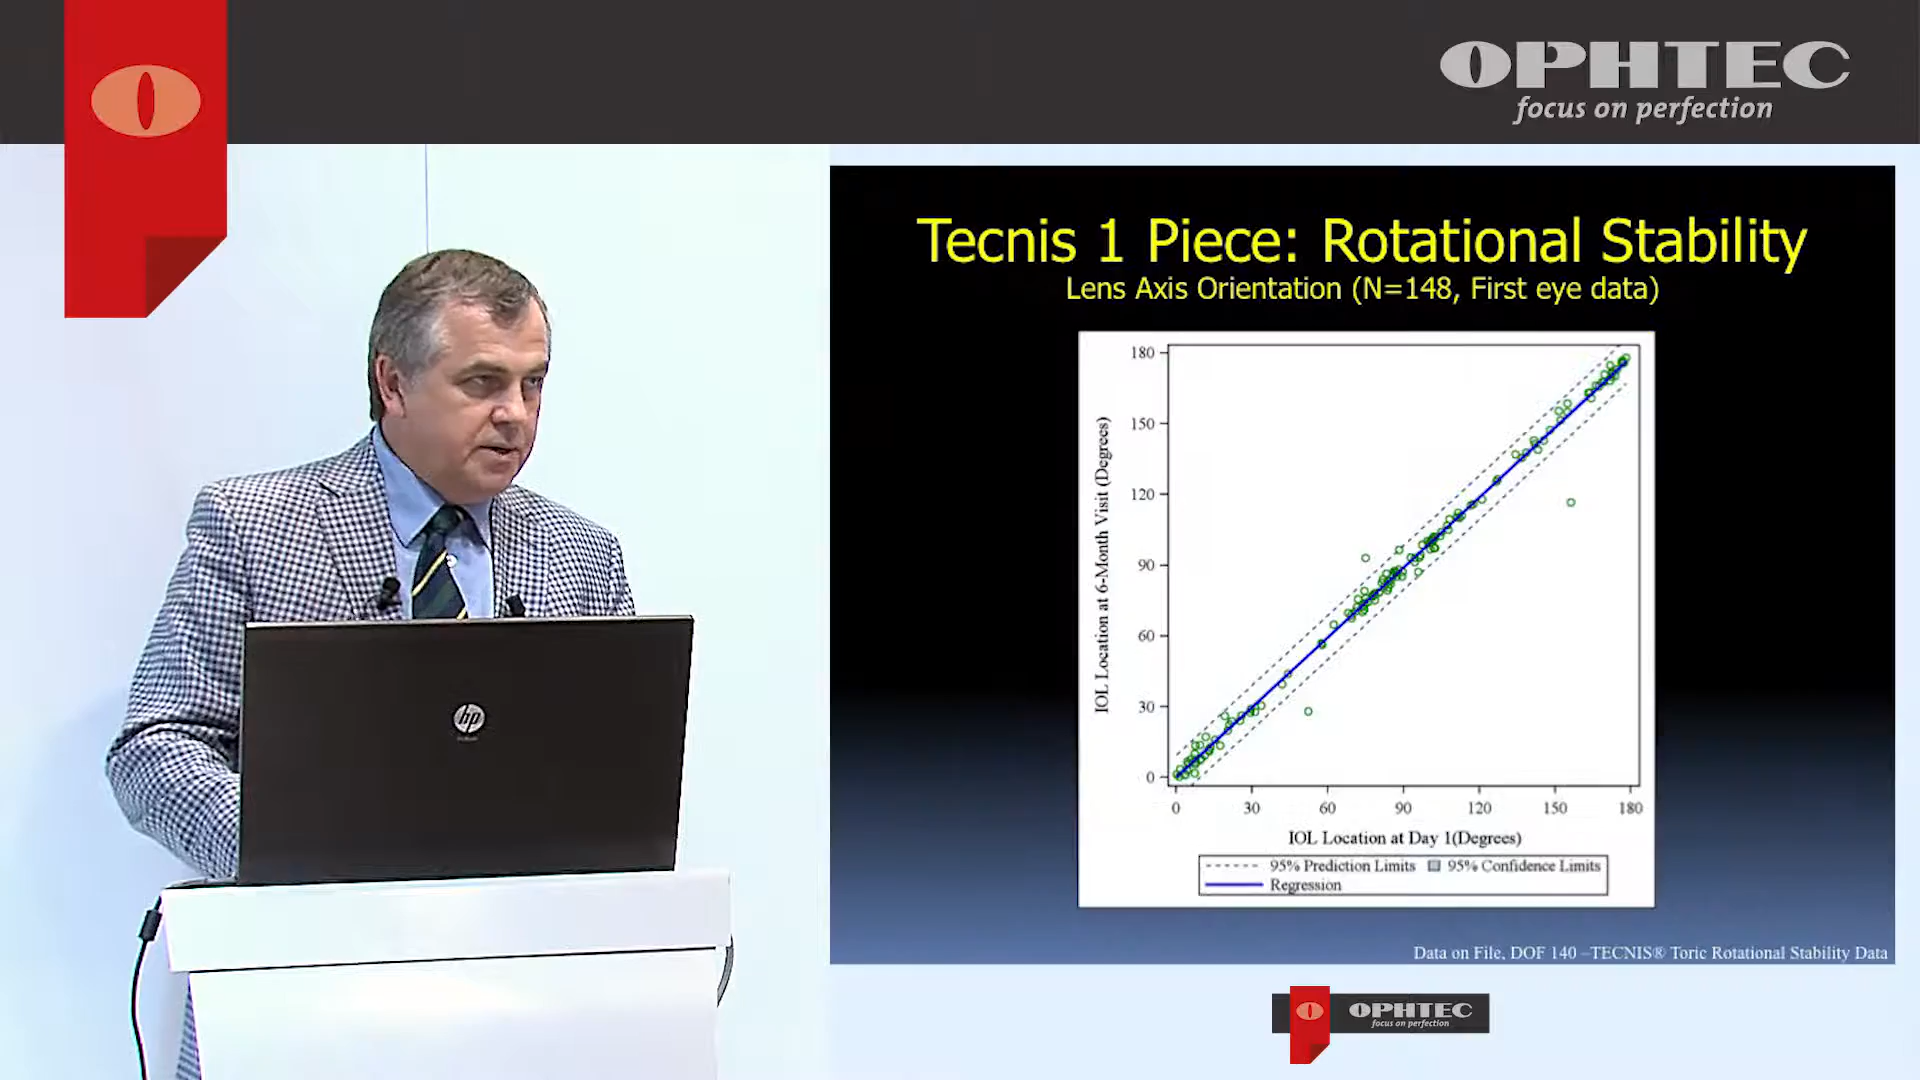 OPHTEC
focus on perfection
Tecnis 1 Piece: Rotational Stability
Lens Axis Orientation (N=148, First eye data)
IOL Location at 6-Month Visit (Degrees)
180
150
120
90
60
30
0
0 30 60 90 120 150 180
IOL Location at Day 1(Degrees)
95% Prediction Limits 95% Confidence Limits
Regression
Data on File, DOF 140 –TECNIS® Toric Rotational Stability Data
hp
OPHTEC
focus on perfection